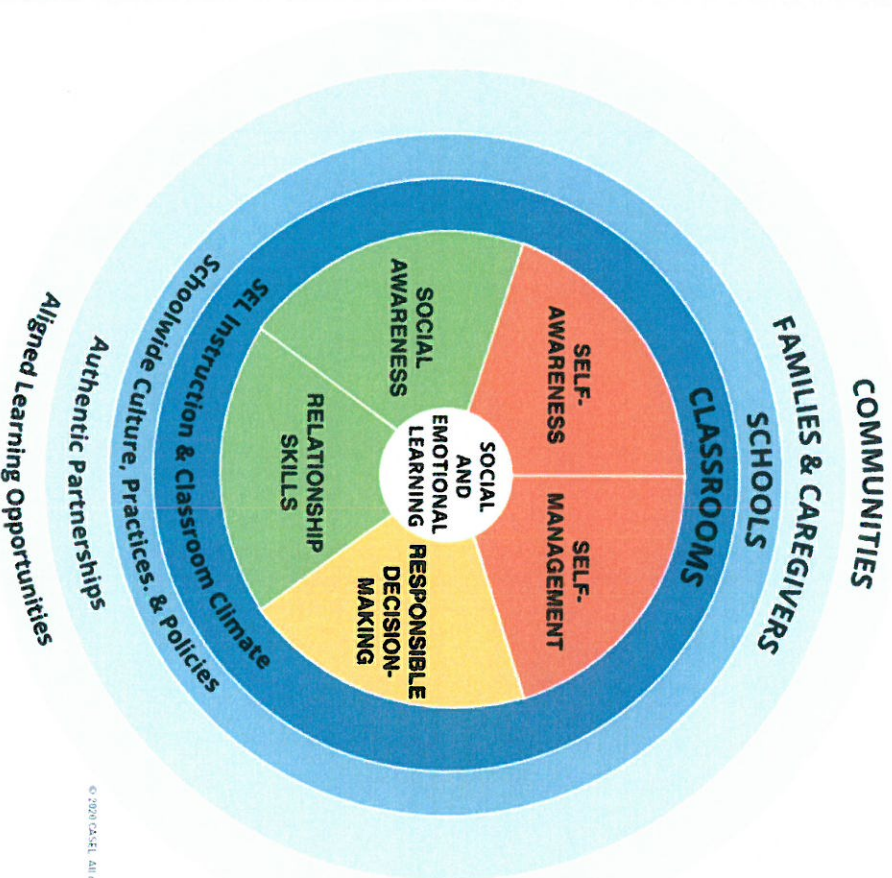 COMMUNITIES
FAMILIES & CAREGIVERS
SCHOOLS
CLASSROOMS
SELF-
AWARENESS
SELF-
MANAGEMENT
SOCIAL
AND
EMOTIONAL
LEARNING
SOCIAL
AWARENESS
RESPONSIBLE
DECISION-
MAKING
RELATIONSHIP
SKILLS
SEL Instruction & Classroom Climate
Schoolwide Culture, Practices. & Policies
Authentic Partnerships
Aligned Learning Opportunities
© 2020 CASEL. All